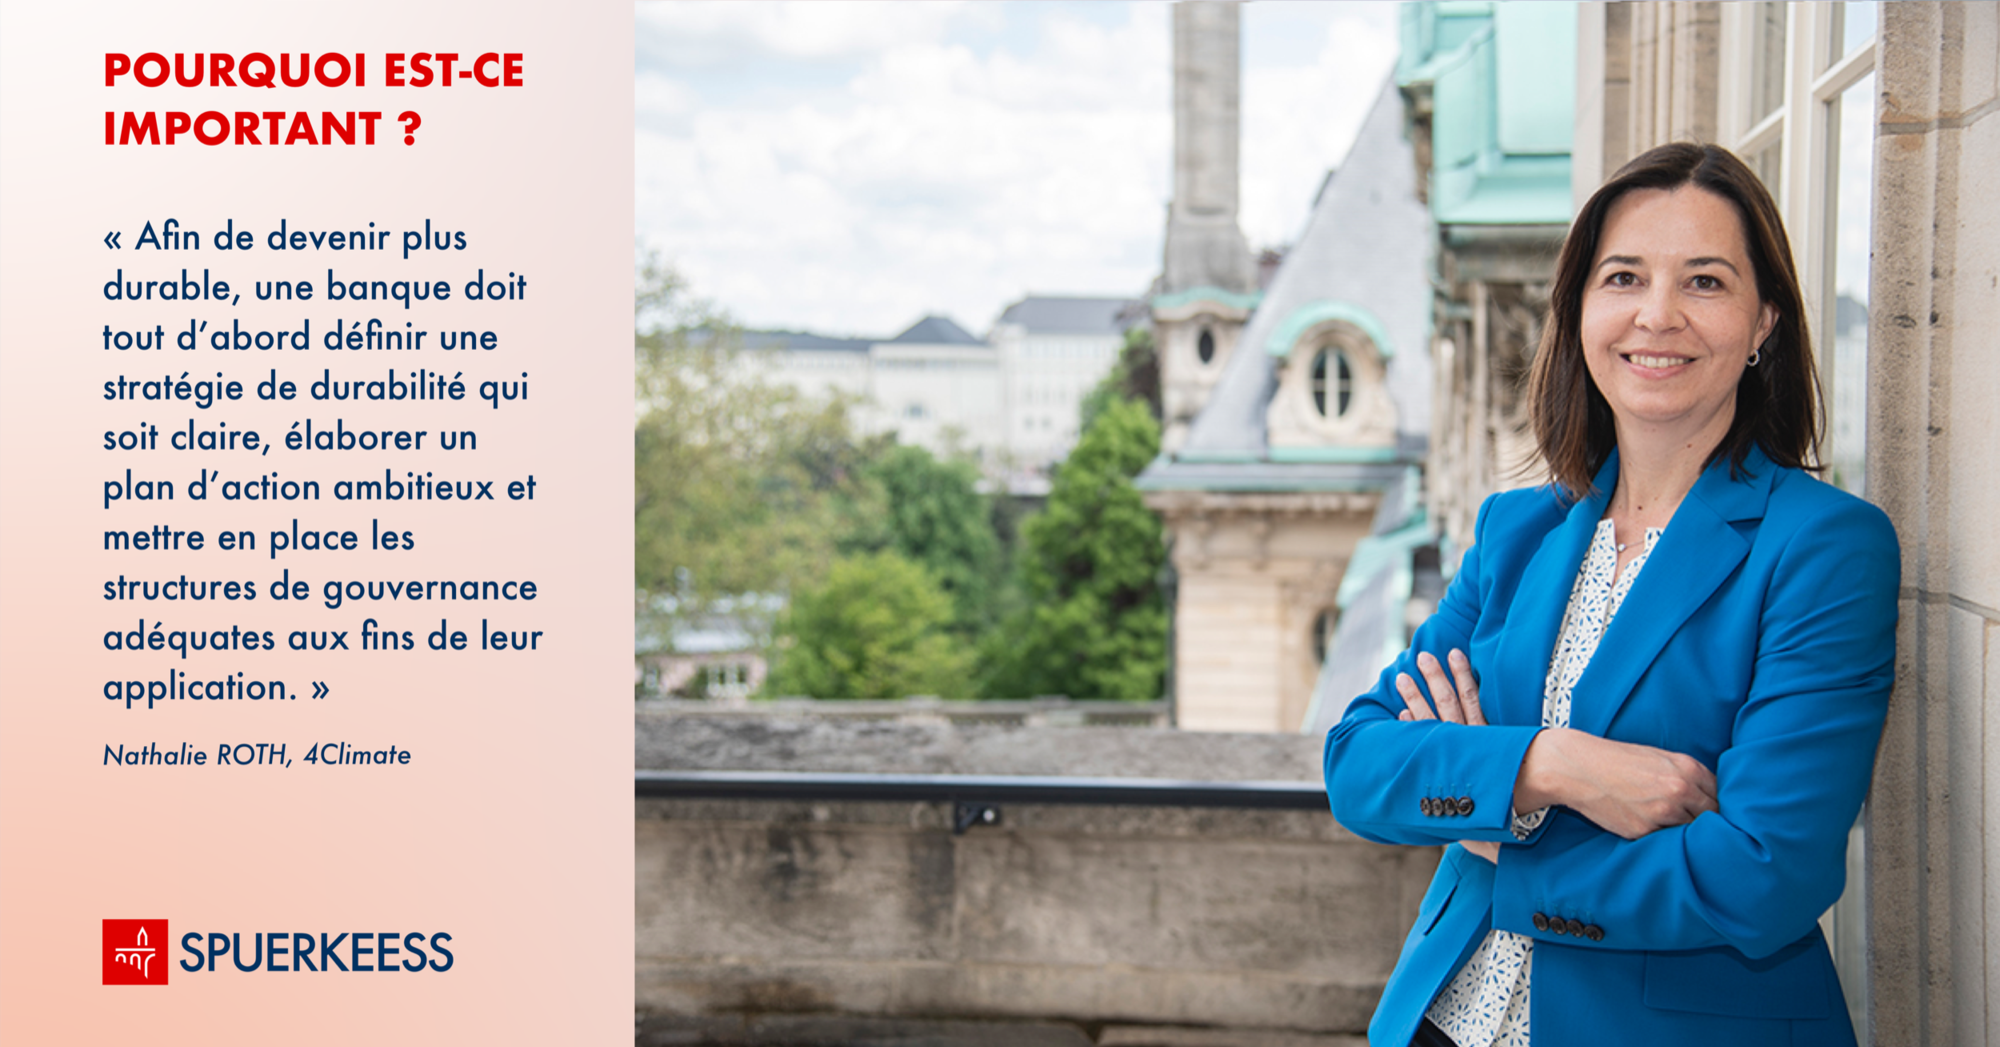 POURQUOI EST-CE
IMPORTANT ?
« Afin de devenir plus
durable, une banque doit
tout d’abord définir une
stratégie de durabilité qui
soit claire, élaborer un
plan d’action ambitieux et
mettre en place les
structures de gouvernance
adéquates aux fins de leur
application. »
Nathalie ROTH, 4Climate
SPUERKEESS